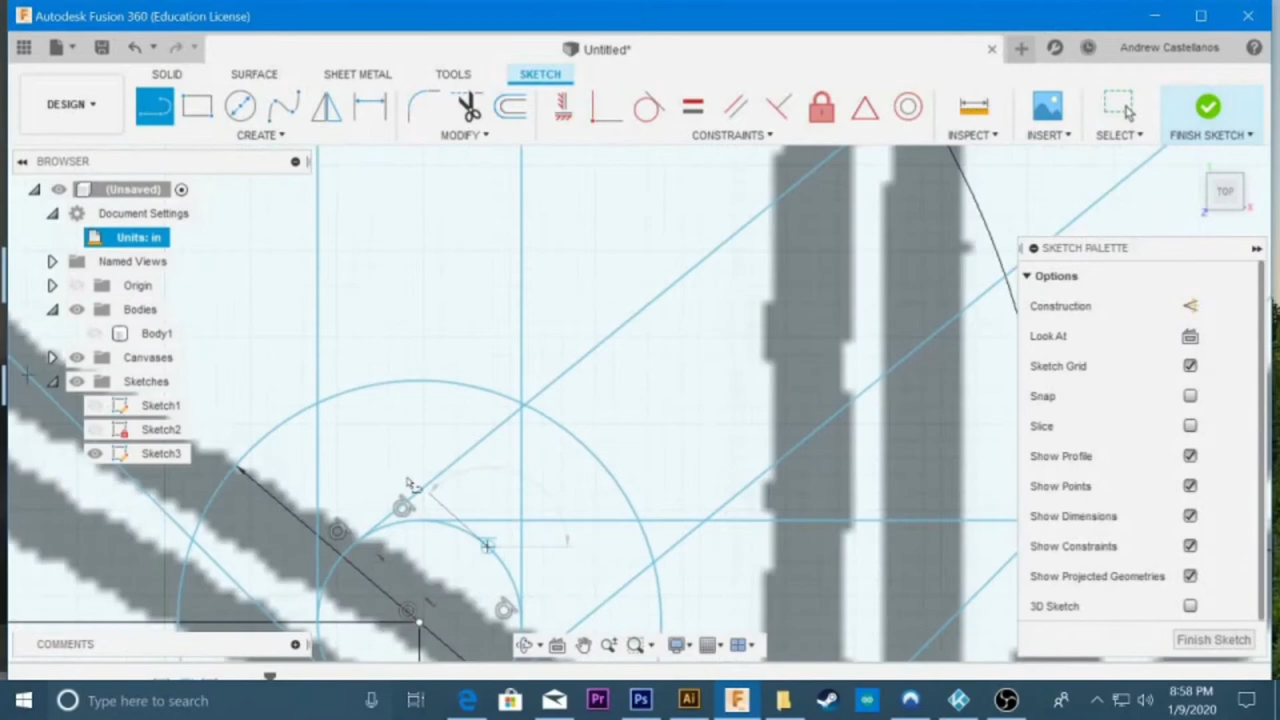 Autodesk Fusion 360 (Education License)
Untitled*
Andrew Castellanos
SOLID SURFACE SHEET METAL TOOLS SKETCH
DESIGN
CREATE MODIFY CONSTRAINTS INSPECT INSERT SELECT FINISH SKETCH
BROWSER
(Unsaved)
Document Settings
Units: in
Named Views
Origin
Bodies
Body1
Canvases
Sketches
Sketch1
Sketch2
Sketch3
TOP
Z X
SKETCH PALETTE
Options
Construction
Look At
Sketch Grid
Snap
Slice
Show Profile
Show Points
Show Dimensions
Show Constraints
Show Projected Geometries
3D Sketch
Finish Sketch
COMMENTS
Type here to search
Pr Ps Ai F
8:58 PM
1/9/2020